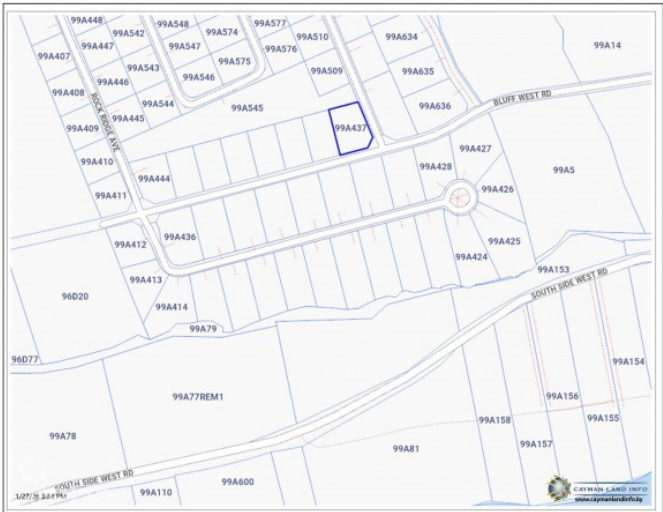 99A448
99A542
99A548
99A574
99A577
99A510
99A634
99A14
99A407
99A447
99A547
99A576
99A446
99A543
99A575
99A509
99A635
99A408
99A546
99A445
99A544
99A545
99A636
BLUFF WEST RD
ROCK RIDGE AVE
99A409
99A437
99A410
99A427
99A444
99A428
99A5
99A411
99A426
99A436
99A412
99A425
99A413
99A424
99A153
96D20
99A414
SOUTH SIDE WEST RD
99A79
96D77
99A154
99A77REM1
99A156
99A158
99A155
99A78
99A157
99A81
SOUTH SIDE WEST RD
99A110
99A600
CAYMAN LAND INFO
www.caymanlandinfo.ky